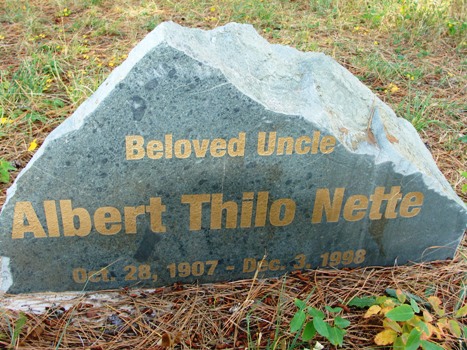 Beloved Uncle
Albert Thilo Nette
Oct. 28, 1907 - Dec. 3, 1998